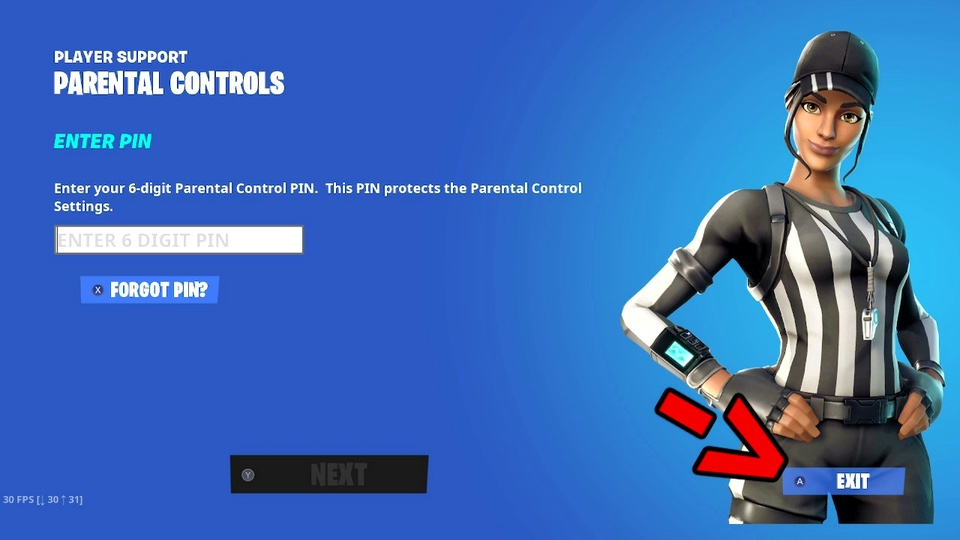 PLAYER SUPPORT
PARENTAL CONTROLS
ENTER PIN
Enter your 6-digit Parental Control PIN.  This PIN protects the Parental Control
Settings.
ENTER 6 DIGIT PIN
X FORGOT PIN?
Y NEXT
A EXIT
30 FPS [↓ 30 ↑ 31]